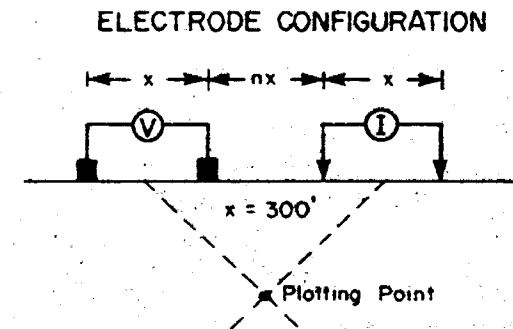 ELECTRODE CONFIGURATION
x nx x
V I
x = 300'
Plotting Point